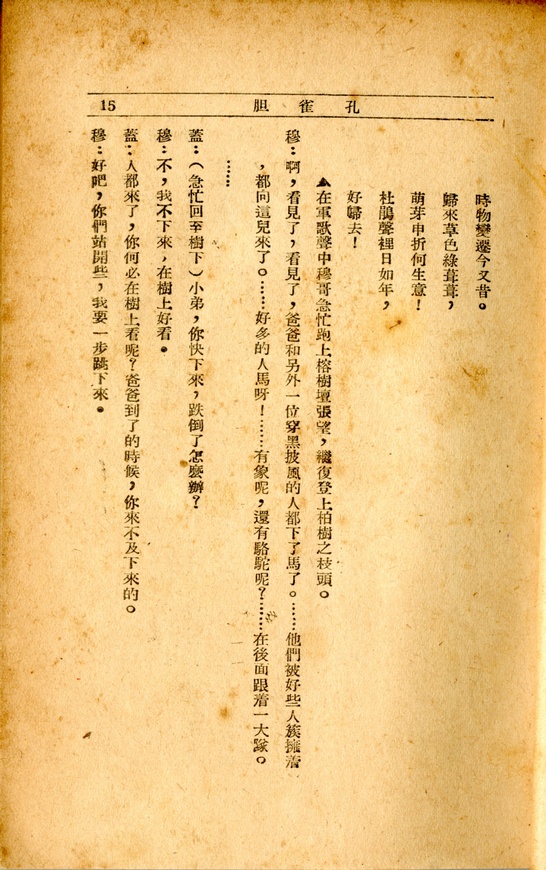 孔雀胆
15
時物變遷今又昔。
歸來草色綠葺葺，
萌芽申折何生意！
杜鵑聲裡日如年，
好歸去！
▲在軍歌聲中穆哥急忙跑上榕樹壇張望，繼復登上柏樹之枝頭。
穆：啊，看見了，看見了，爸爸和另外一位穿黑披風的人都下了馬了。……他們被好些人簇擁着
，都向這兒來了。……好多的人馬呀！……有象呢，還有駱駝呢？……在後面跟着一大隊。
……
蓋：（急忙回至樹下）小弟，你快下來，跌倒了怎麼辦？
穆：不，我不下來，在樹上好看。
蓋：人都來了，你何必在樹上看呢？爸爸到了的時候，你來不及下來的。
穆：好吧，你們站開些，我要一步跳下來。